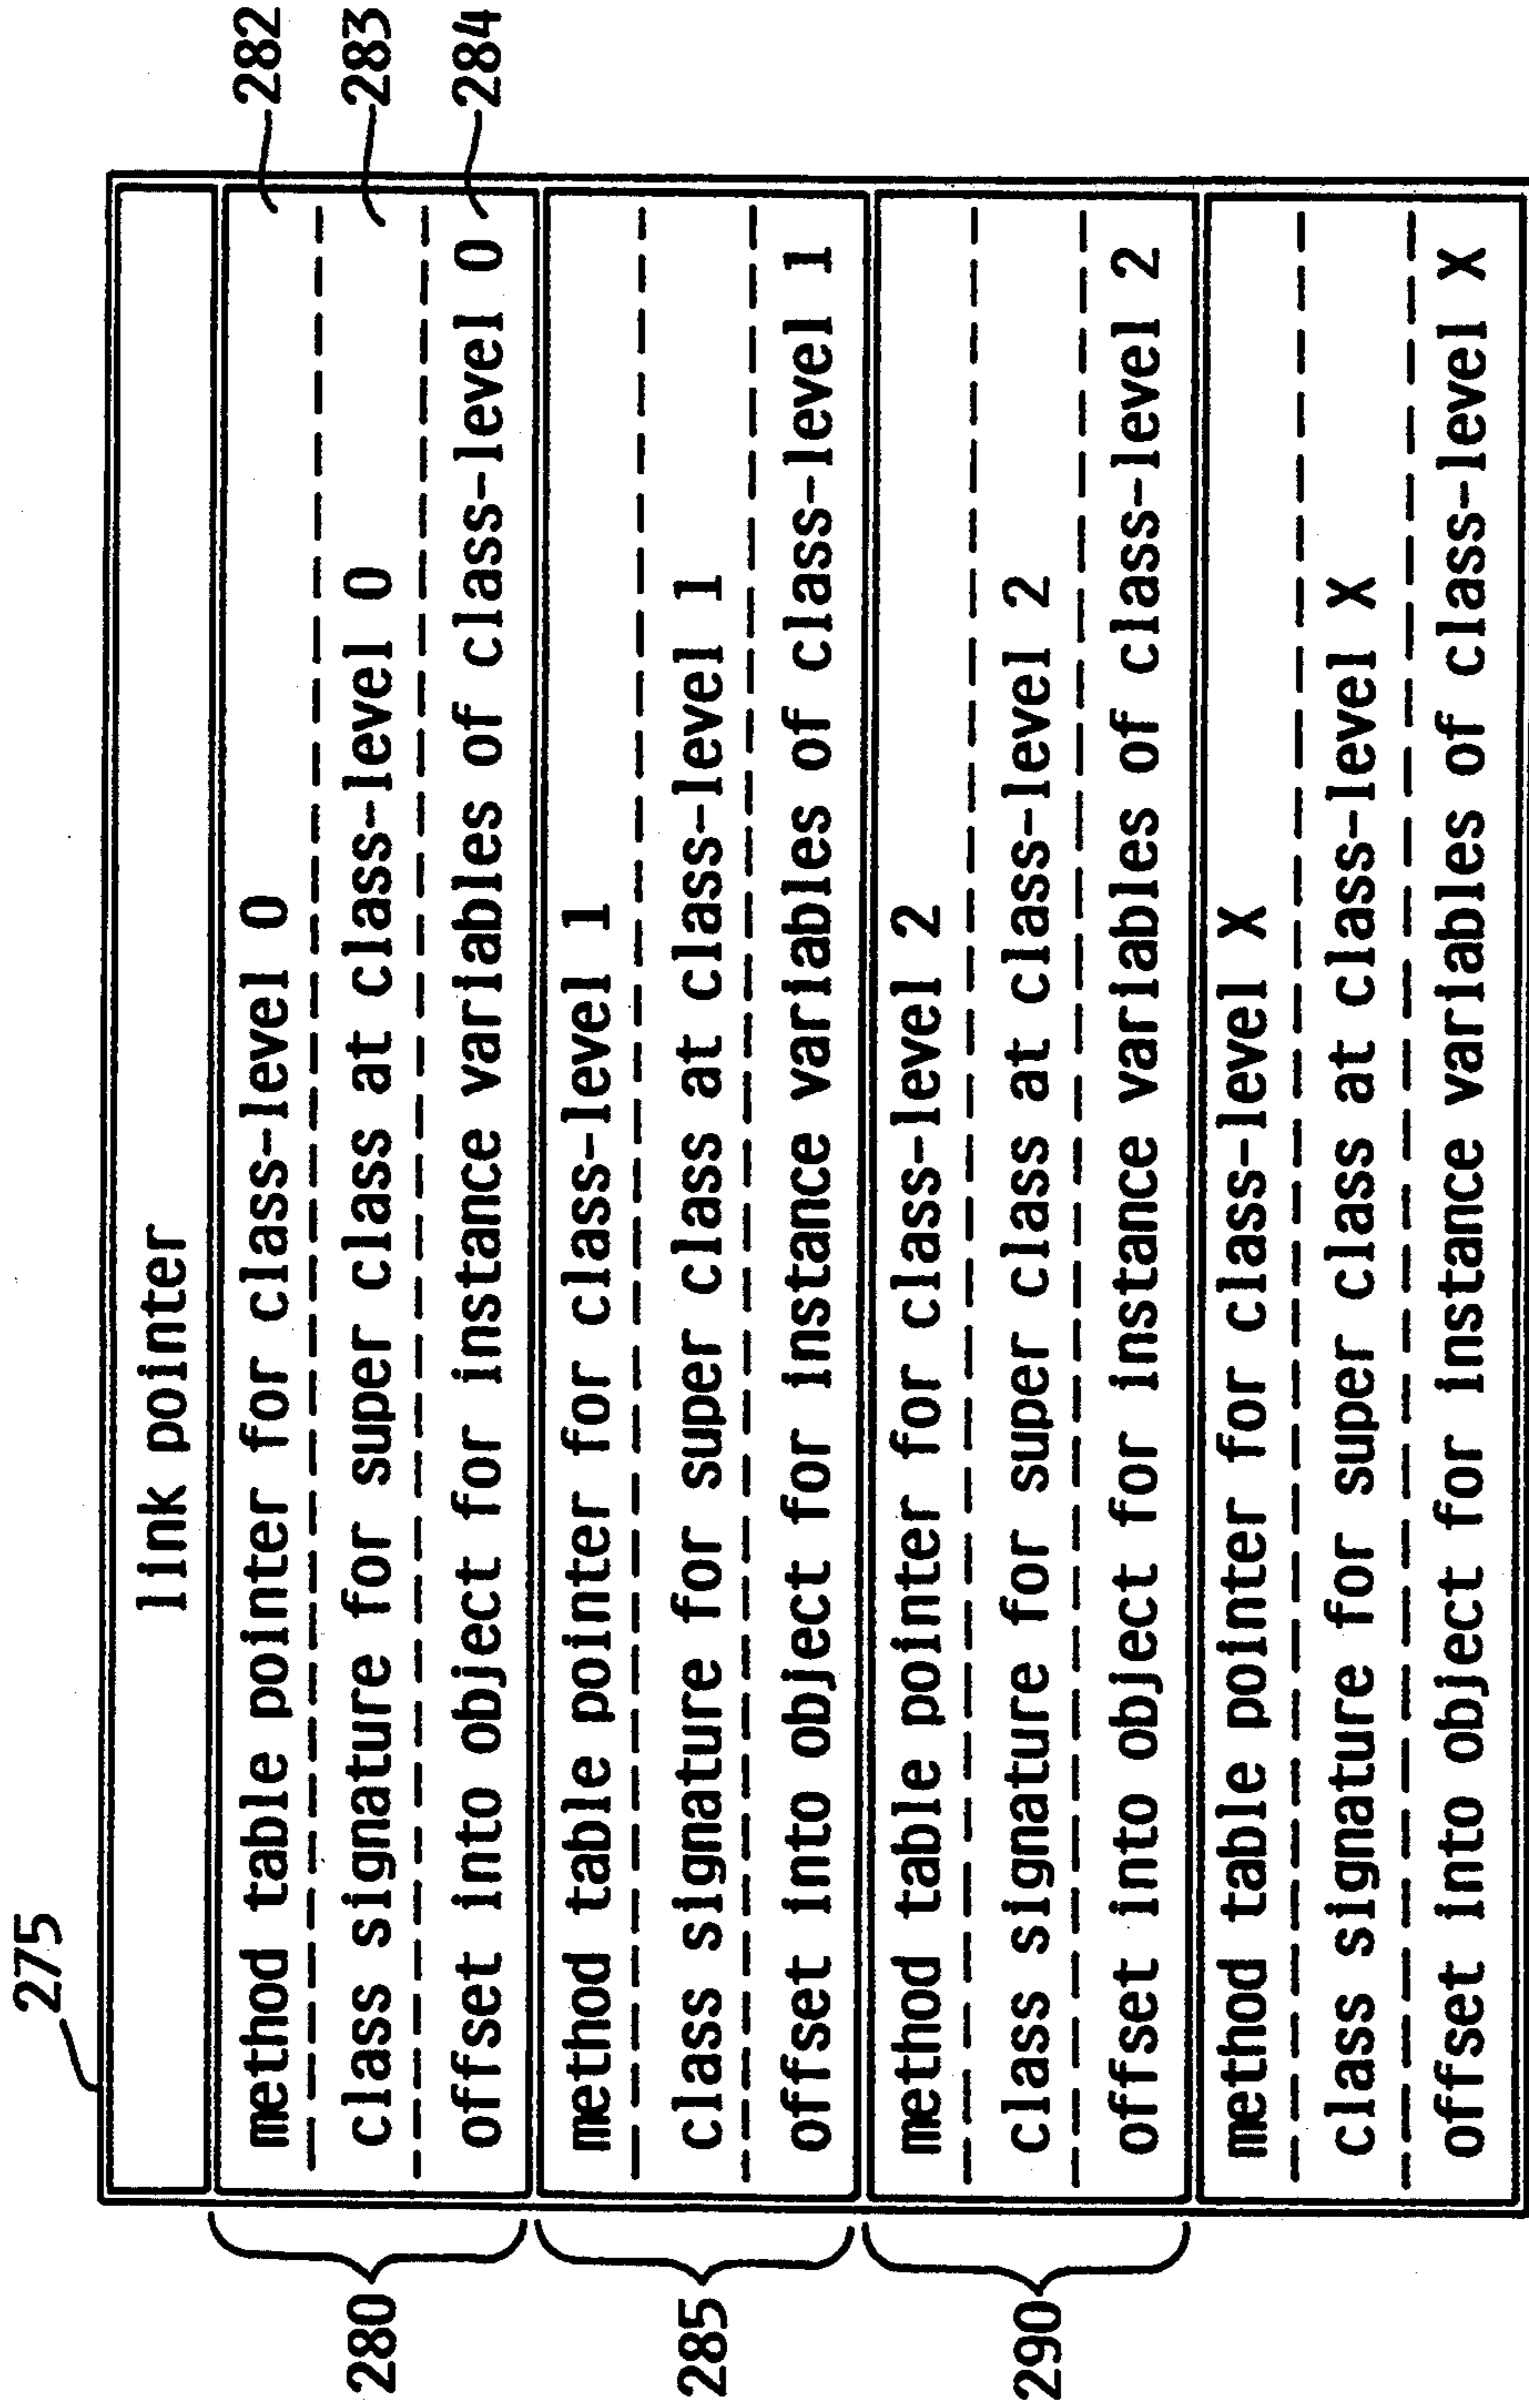 275
link pointer
method table pointer for class-level 0
282
class signature for super class at class-level 0
283
280
offset into object for instance variables of class-level 0
284
method table pointer for class-level 1
class signature for super class at class-level 1
285
offset into object for instance variables of class-level 1
method table pointer for class-level 2
class signature for super class at class-level 2
290
offset into object for instance variables of class-level 2
method table pointer for class-level X
class signature for super class at class-level X
offset into object for instance variables of class-level X